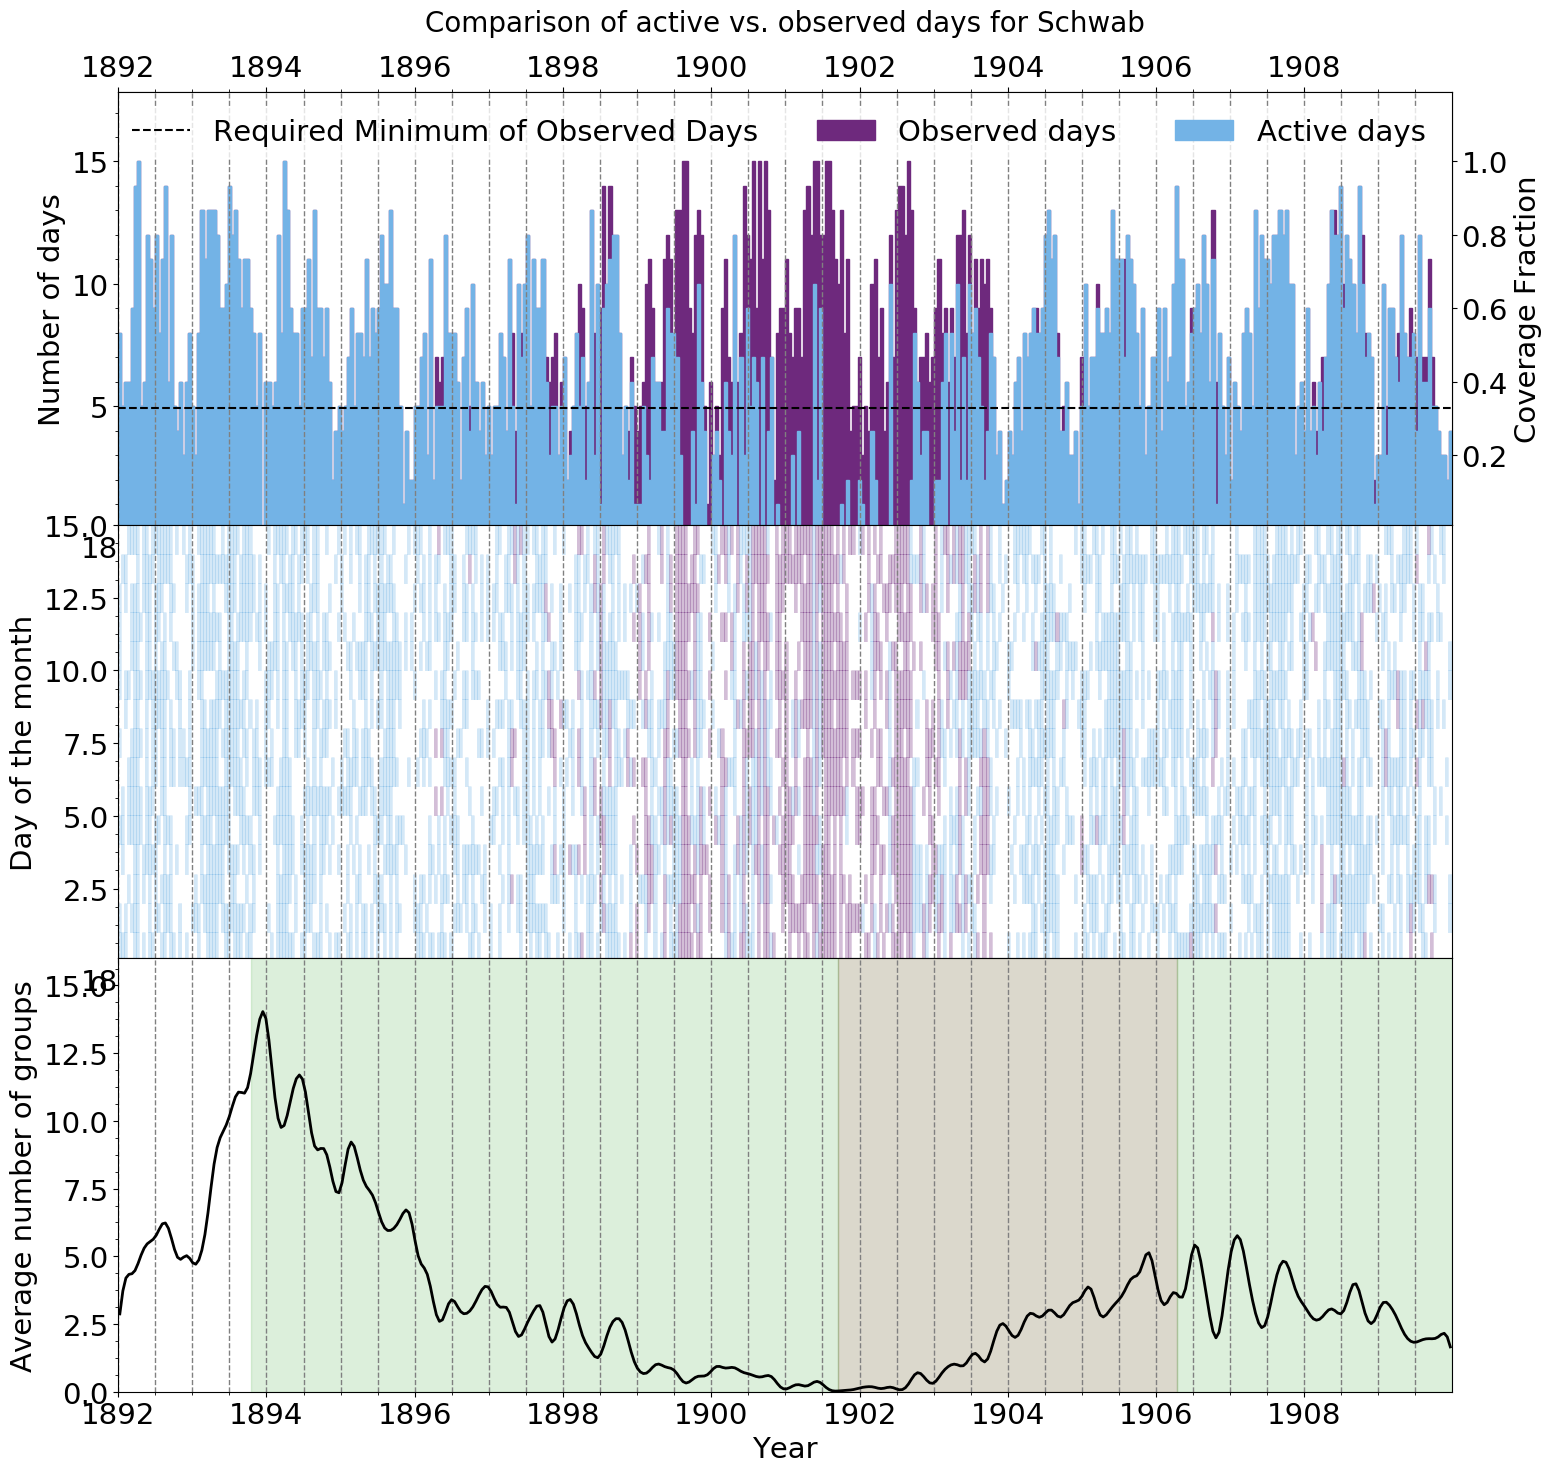 Comparison of active vs. observed days for Schwab
1892 1894 1896 1898 1900 1902 1904 1906 1908
Required Minimum of Observed Days Observed days Active days
Number of days
15
10
5
Coverage Fraction
1.0
0.8
0.6
0.4
0.2
Day of the month
15.0
18
12.5
10.0
7.5
5.0
2.5
Average number of groups
18
15.0
12.5
10.0
7.5
5.0
2.5
0.0
1892 1894 1896 1898 1900 1902 1904 1906 1908
Year